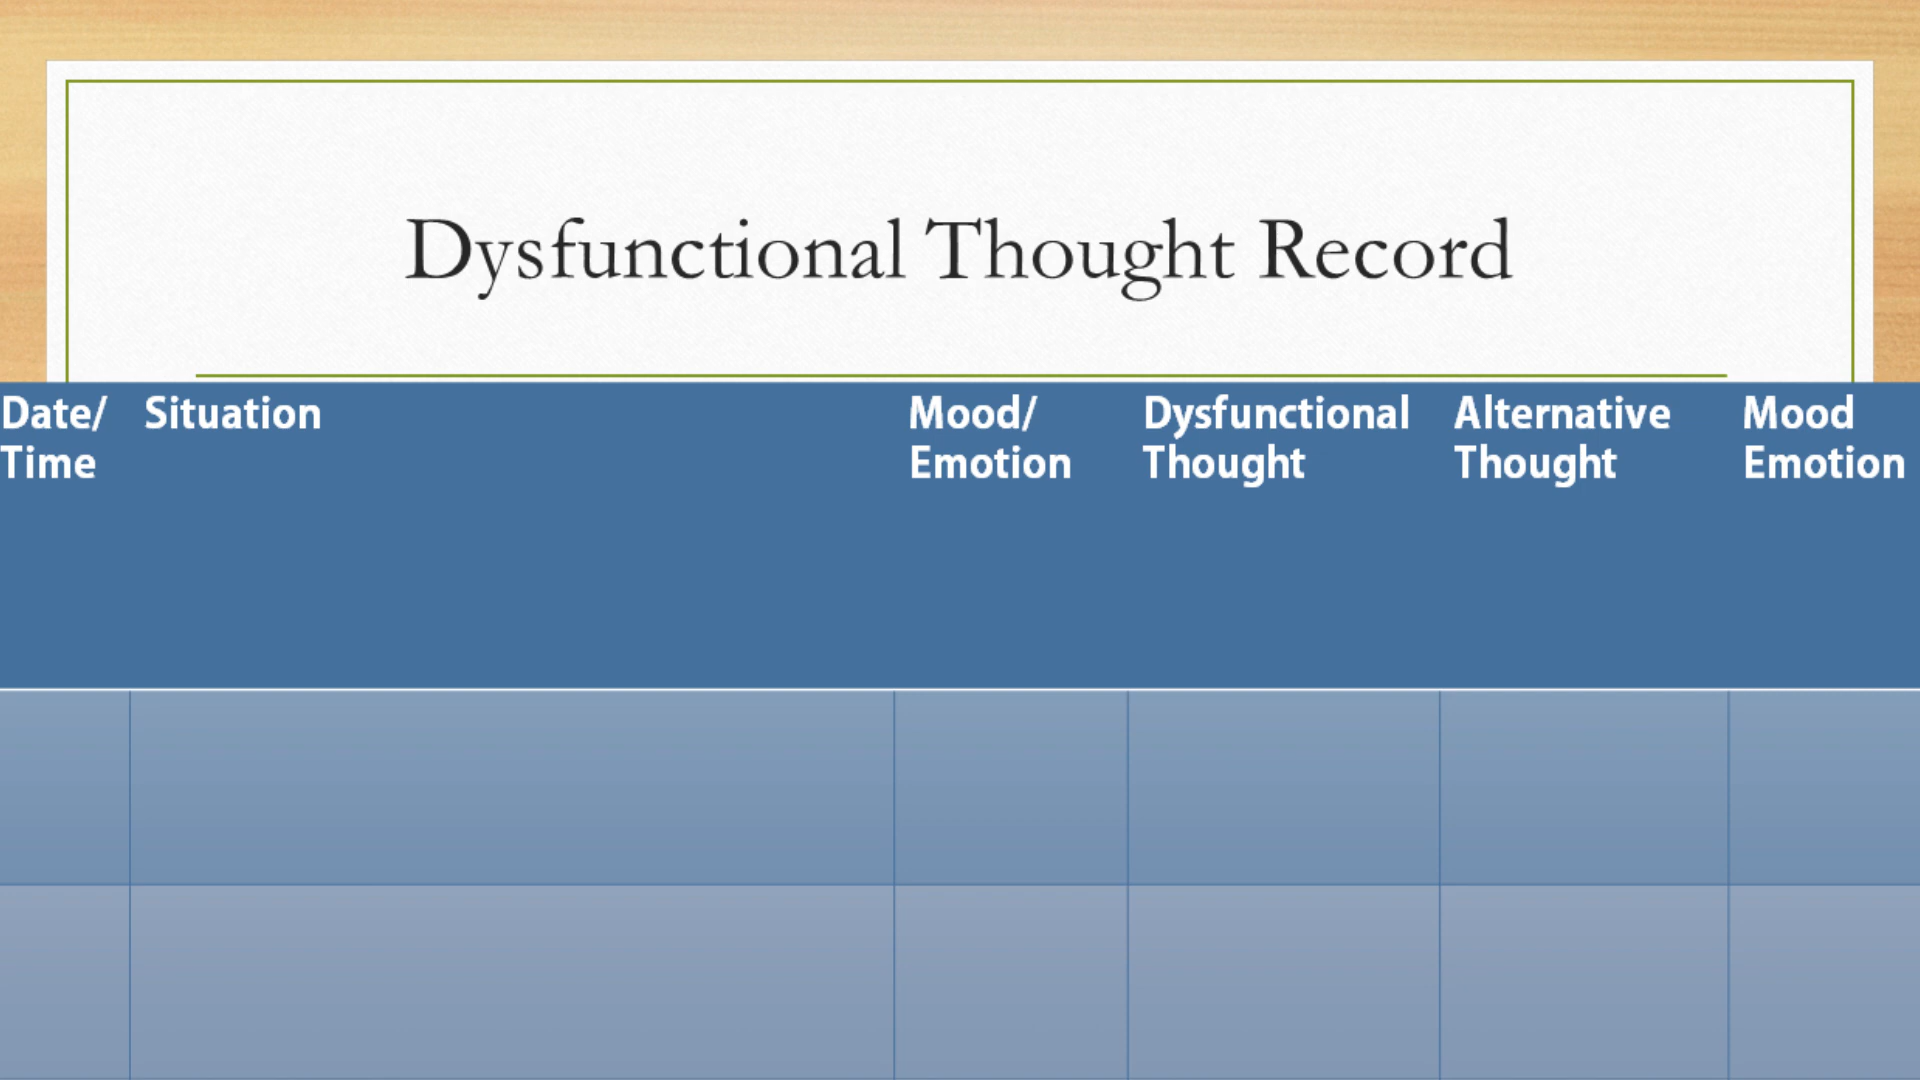 Dysfunctional Thought Record
Date/ Situation Mood/ Dysfunctional Alternative Mood
Time Emotion Thought Thought Emotion